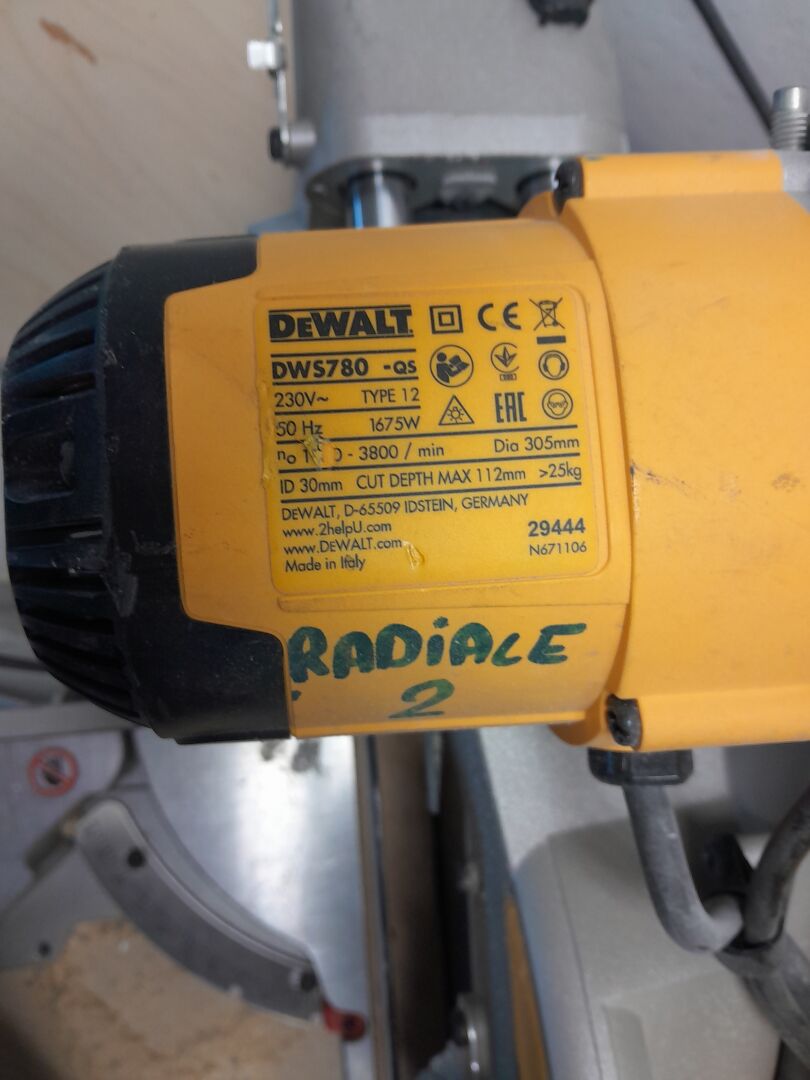 DEWALT
CE
DWS780 -QS
230V~ TYPE 12
EAC
50 Hz 1675W
no - 3800 / min Dia 305mm
ID 30mm CUT DEPTH MAX 112mm >25kg
DEWALT, D-65509 IDSTEIN, GERMANY
www.2helpU.com
29444
www.DEWALT.com
N671106
Made in Italy
RADiALE
2